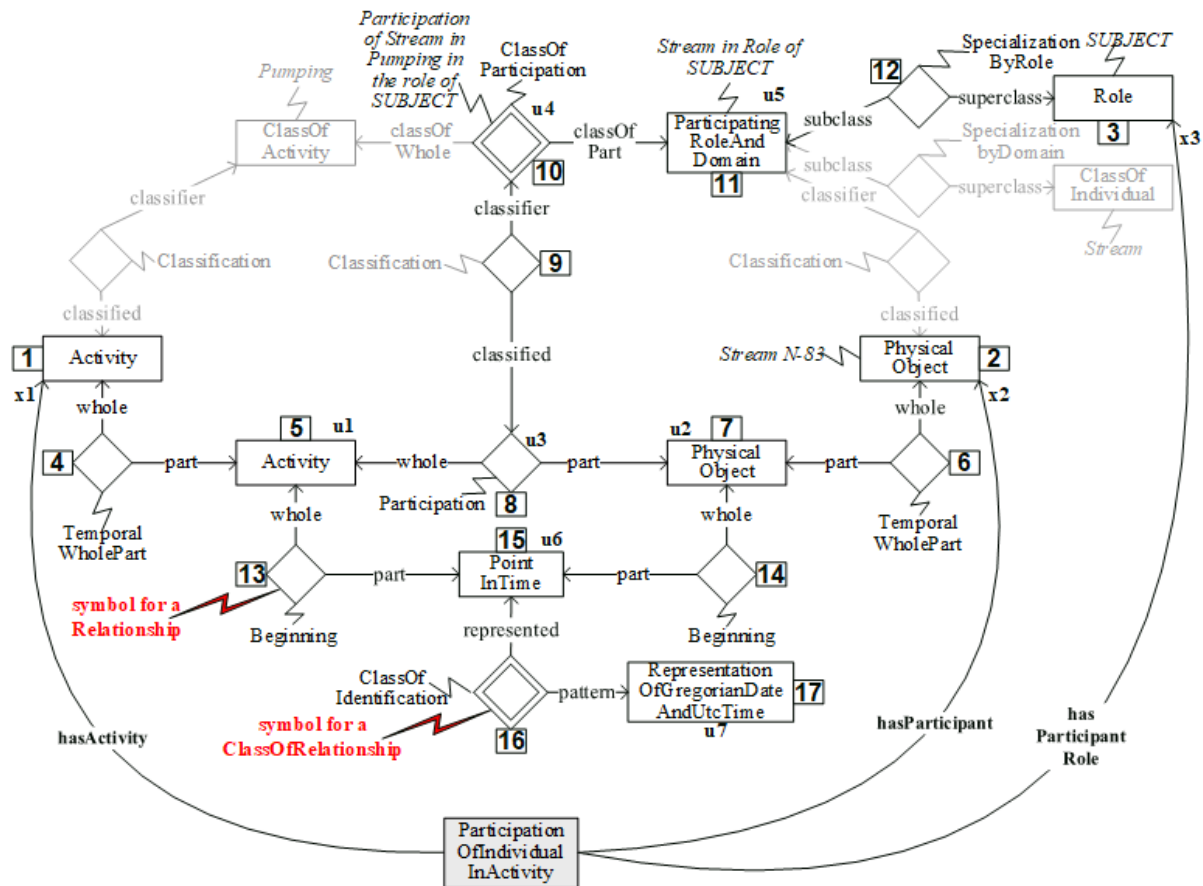 Participation
of Stream in
Pumping in
the role of
SUBJECT
ClassOf
Participation
u4
Stream in Role of
SUBJECT
u5
12
Specialization
ByRole
SUBJECT
Pumping
ClassOf
Activity
classOf
Whole
classOf
Part
10
Participating
RoleAnd
Domain
11
subclass
superclass
Role
3
x3
Specialization
byDomain
subclass
superclass
ClassOf
Individual
Stream
classifier
classifier
classifier
Classification
Classification
9
Classification
classified
classified
classified
1
Activity
x1
Stream N-83
Physical
Object
2
x2
whole
whole
4
part
5
u1
Activity
whole
u3
Participation
8
part
u2
7
Physical
Object
part
6
Temporal
WholePart
Temporal
WholePart
whole
whole
13
part
15
u6
Point
InTime
part
14
symbol for a
Relationship
Beginning
Beginning
represented
ClassOf
Identification
pattern
16
Representation
OfGregorianDate
AndUtcTime
17
u7
symbol for a
ClassOfRelationship
hasActivity
hasParticipant
has
Participant
Role
Participation
OfIndividual
InActivity